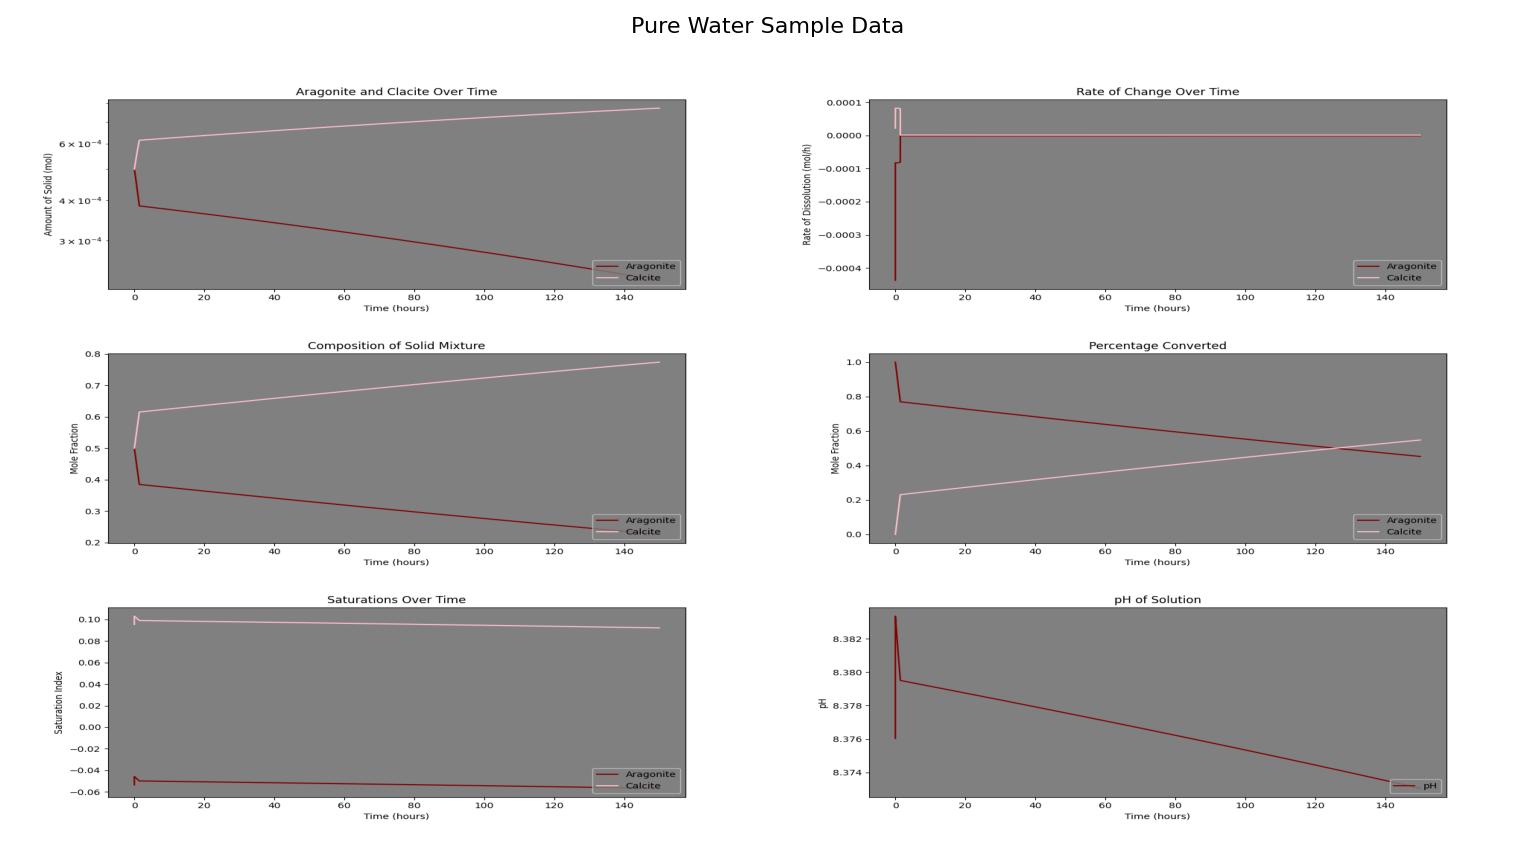 Pure Water Sample Data
Aragonite and Clacite Over Time
Amount of Solid (mol)
6 × 10⁻⁴
4 × 10⁻⁴
3 × 10⁻⁴
0 20 40 60 80 100 120 140
Time (hours)
Aragonite
Calcite
Rate of Change Over Time
Rate of Dissolution (mol/h)
0.0001
0.0000
−0.0001
−0.0002
−0.0003
−0.0004
0 20 40 60 80 100 120 140
Time (hours)
Aragonite
Calcite
Composition of Solid Mixture
Mole Fraction
0.8
0.7
0.6
0.5
0.4
0.3
0.2
0 20 40 60 80 100 120 140
Time (hours)
Aragonite
Calcite
Percentage Converted
Mole Fraction
1.0
0.8
0.6
0.4
0.2
0.0
0 20 40 60 80 100 120 140
Time (hours)
Aragonite
Calcite
Saturations Over Time
Saturation Index
0.10
0.08
0.06
0.04
0.02
0.00
−0.02
−0.04
−0.06
0 20 40 60 80 100 120 140
Time (hours)
Aragonite
Calcite
pH of Solution
pH
8.382
8.380
8.378
8.376
8.374
0 20 40 60 80 100 120 140
Time (hours)
pH